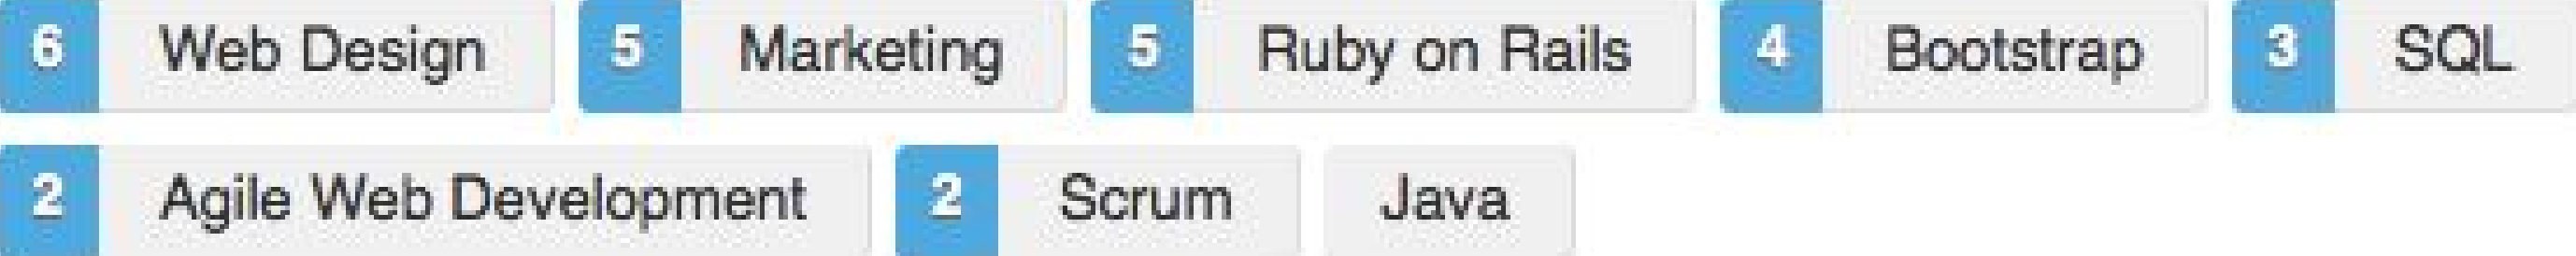 6 Web Design 5 Marketing 5 Ruby on Rails 4 Bootstrap 3 SQL
2 Agile Web Development 2 Scrum Java